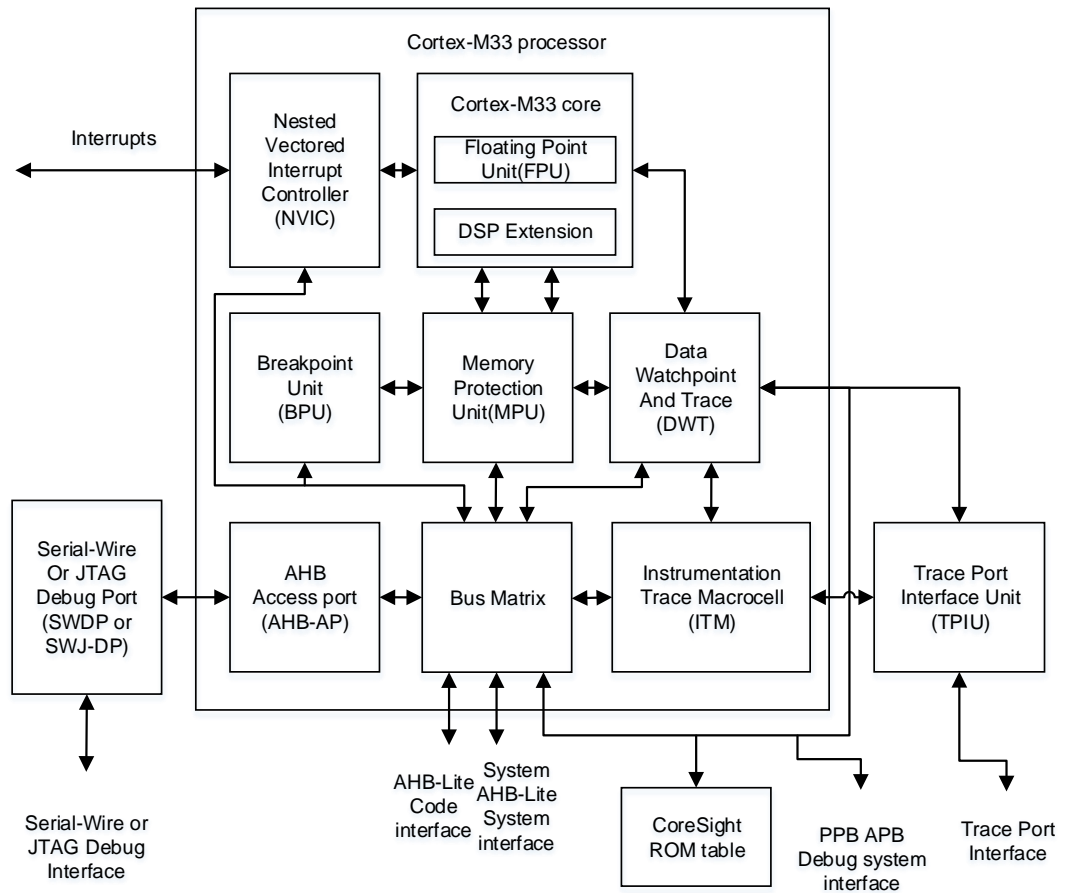 Cortex-M33 processor
Interrupts
Nested
Vectored
Interrupt
Controller
(NVIC)
Cortex-M33 core
Floating Point
Unit(FPU)
DSP Extension
Breakpoint
Unit
(BPU)
Memory
Protection
Unit(MPU)
Data
Watchpoint
And Trace
(DWT)
Serial-Wire
Or JTAG
Debug Port
(SWDP or
SWJ-DP)
AHB
Access port
(AHB-AP)
Bus Matrix
Instrumentation
Trace Macrocell
(ITM)
Trace Port
Interface Unit
(TPIU)
Serial-Wire or
JTAG Debug
Interface
AHB-Lite
Code
interface
System
AHB-Lite
System
interface
CoreSight
ROM table
PPB APB
Debug system
interface
Trace Port
Interface